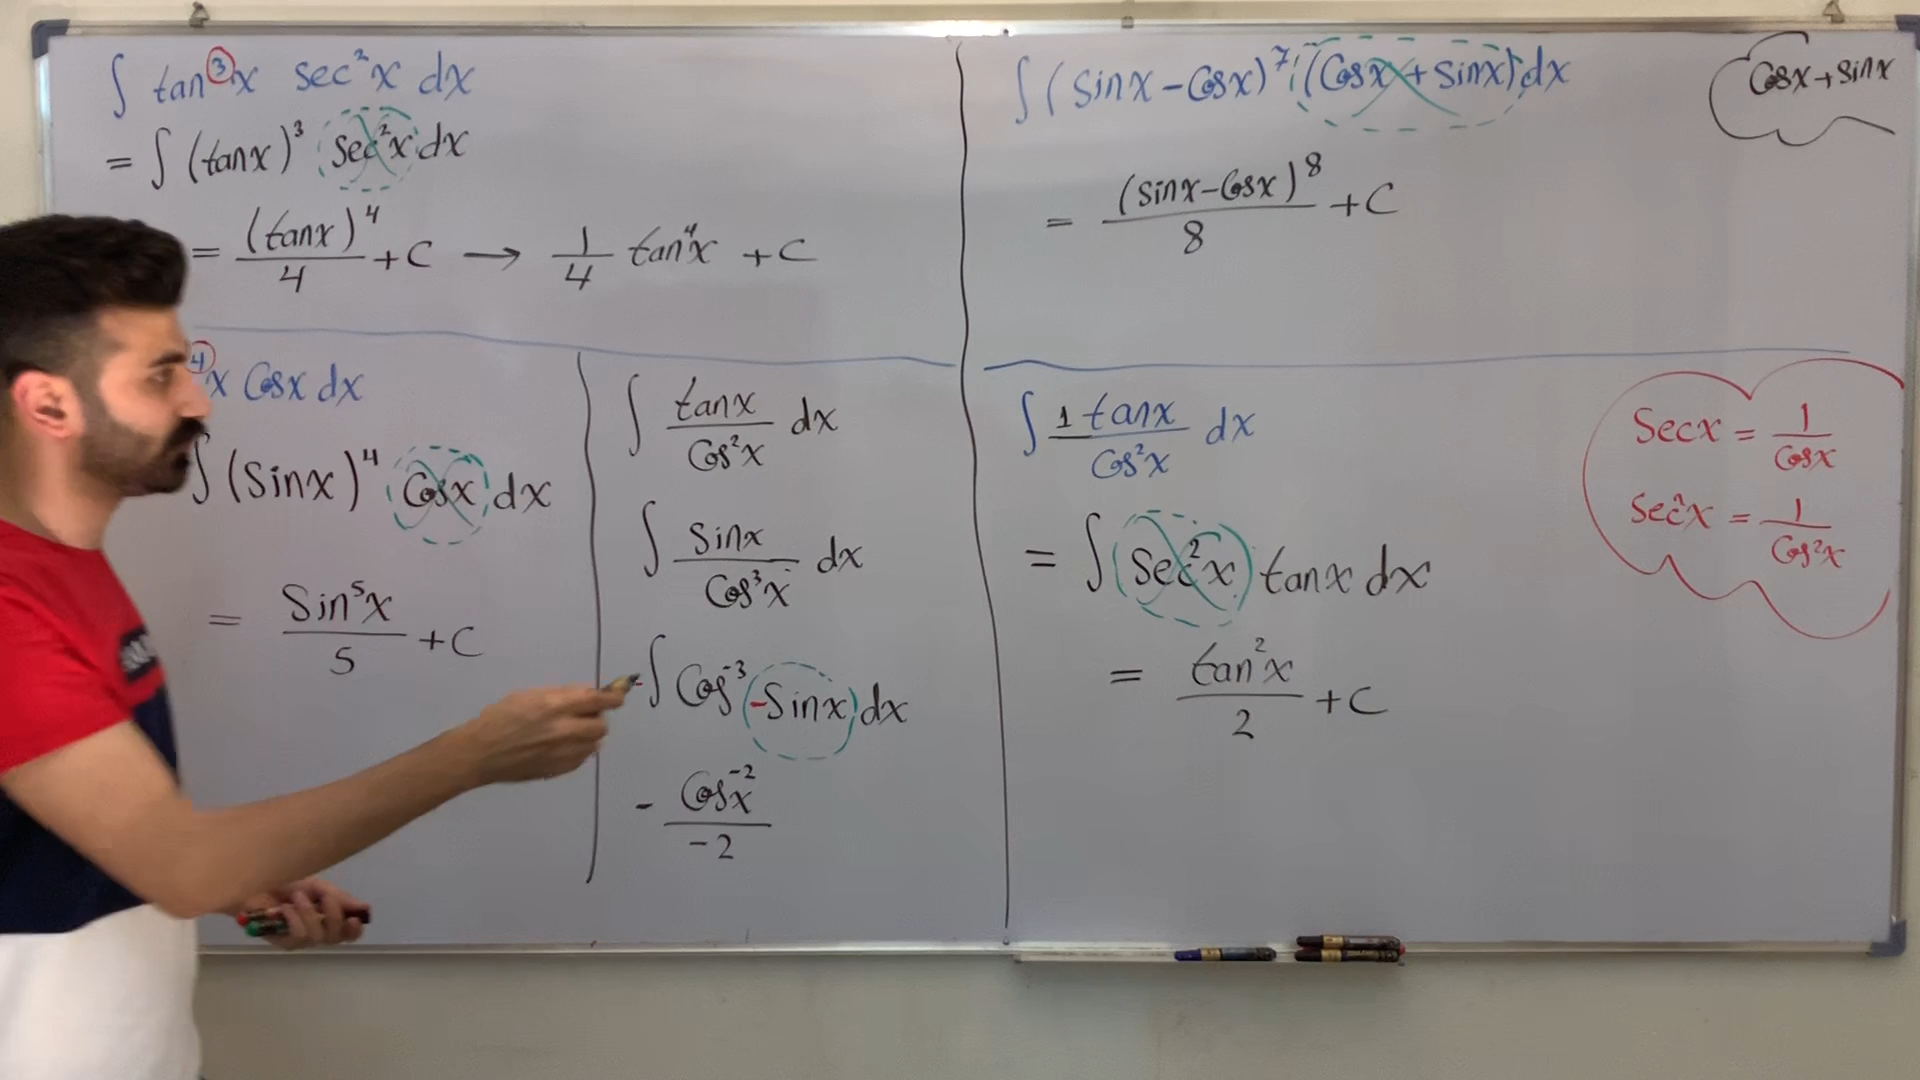 ∫ tan³x sec²x dx
= ∫ (tanx)³ sec²x dx
= (tanx)⁴/4 + C → 1/4 tan⁴x + C
∫ (sinx - Cosx)⁷ (Cosx + sinx) dx
Cosx + sinx
= (sinx - Cosx)⁸/8 + C
⁴x Cosx dx
∫ (Sinx)⁴ Cosx dx
= Sin⁵x/5 + C
∫ tanx/Cos²x dx
∫ Sinx/Cos³x dx
-∫ Cos⁻³ (-Sinx) dx
- Cos⁻²x/-2
∫ 1 tanx/Cos²x dx
= ∫ Sec²x tanx dx
= tan²x/2 + C
Secx = 1/Cosx
Sec²x = 1/Cos²x